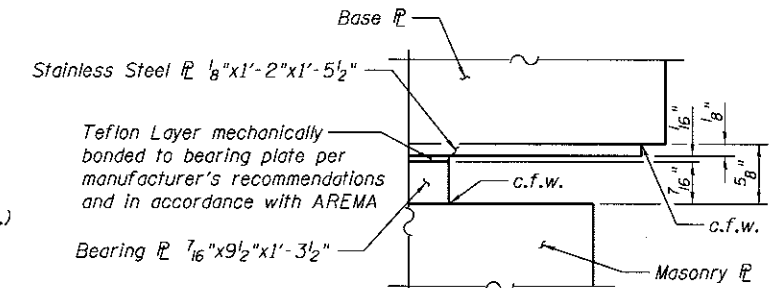 Base ⅊
Stainless Steel ⅊ 1/8"x1'-2"x1'-5 1/2"
Teflon Layer mechanically
bonded to bearing plate per
manufacturer's recommendations
and in accordance with AREMA
Bearing ⅊ 7/16"x9 1/2"x1'-3 1/2"
.)
1/16"
1/8"
7/16"
5/8"
c.f.w.
c.f.w.
Masonry ⅊